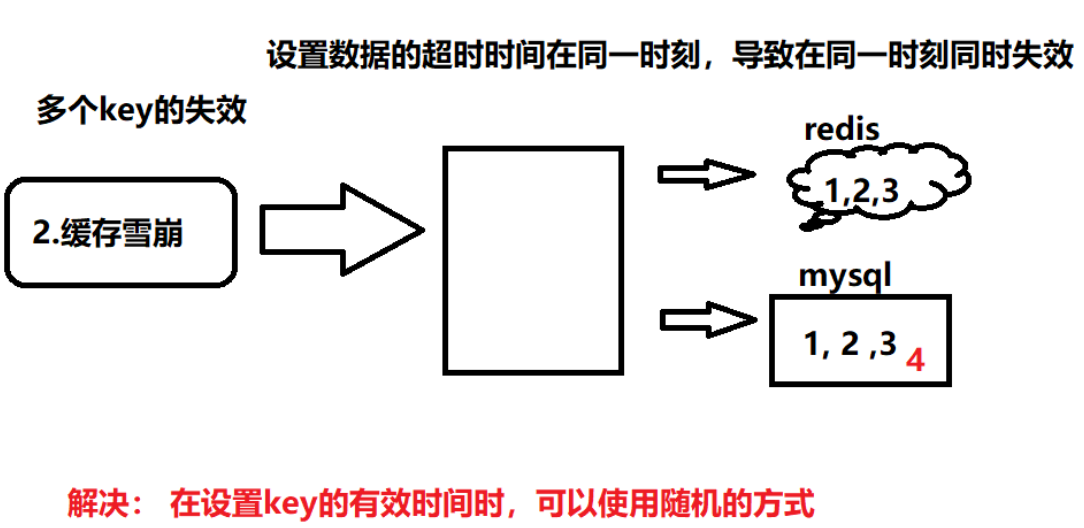 设置数据的超时时间在同一时刻，导致在同一时刻同时失效
多个key的失效
redis
1,2,3
2.缓存雪崩
mysql
1, 2 ,3 4
解决： 在设置key的有效时间时，可以使用随机的方式